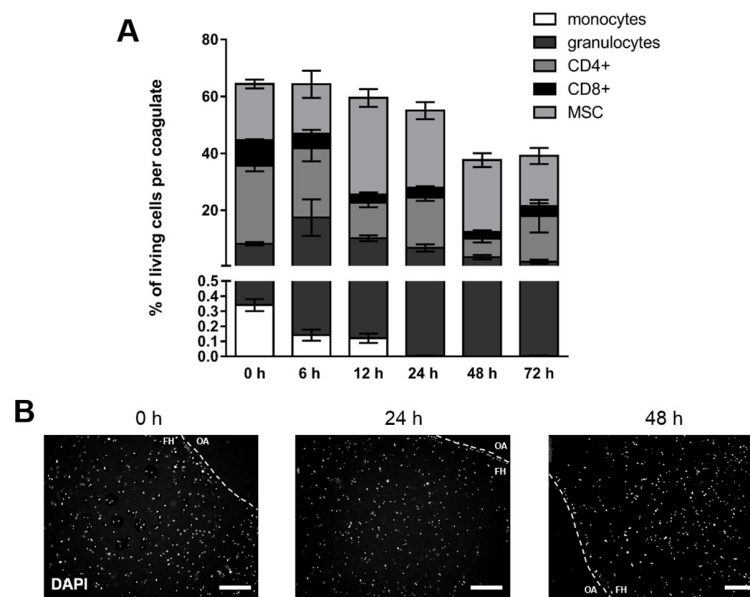 A
monocytes
granulocytes
CD4+
CD8+
MSC
% of living cells per coagulate
80
60
40
20
0.5
0.4
0.3
0.2
0.1
0.0
0 h 6 h 12 h 24 h 48 h 72 h
B
0 h 24 h 48 h
FH OA
OA
FH
DAPI
OA FH